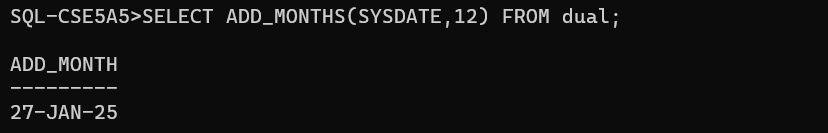 SQL-CSE5A5>SELECT ADD_MONTHS(SYSDATE,12) FROM dual;
ADD_MONTH
---------
27-JAN-25